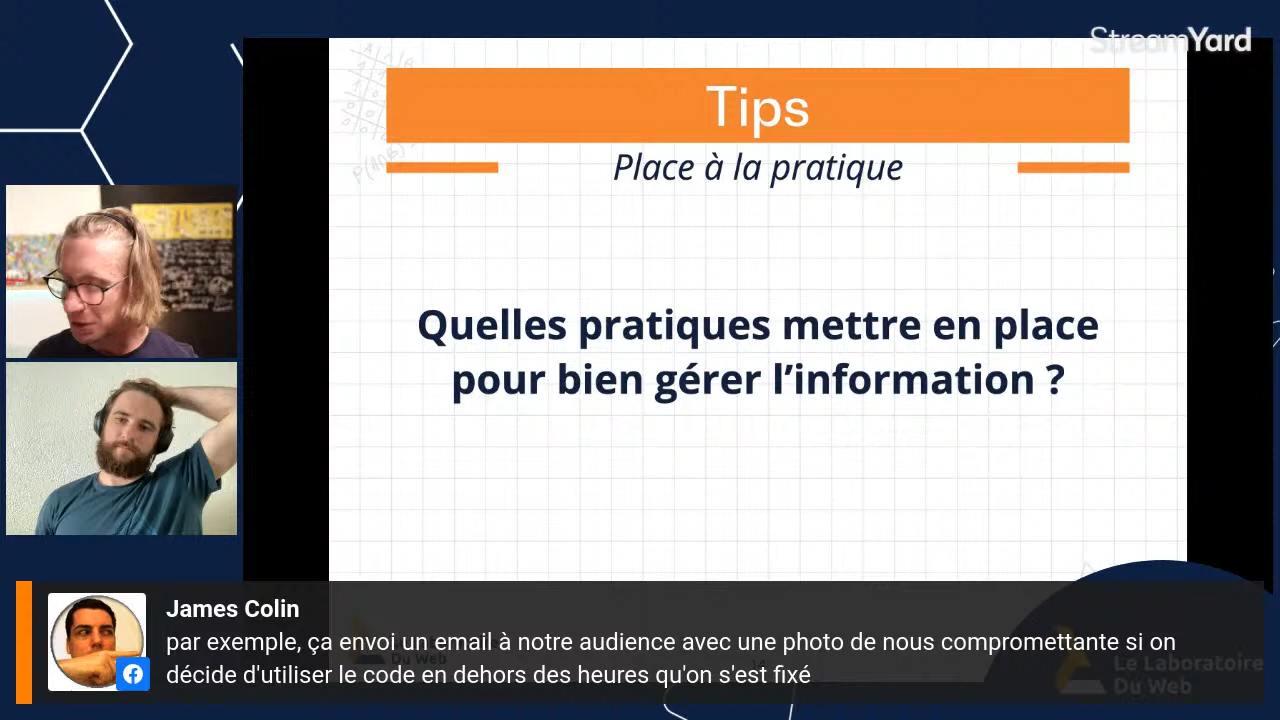 StreamYard
Tips
Place à la pratique
Quelles pratiques mettre en place
pour bien gérer l’information ?
James Colin
par exemple, ça envoi un email à notre audience avec une photo de nous compromettante si on
décide d'utiliser le code en dehors des heures qu'on s'est fixé
Le Laboratoire
Du Web
Du Web